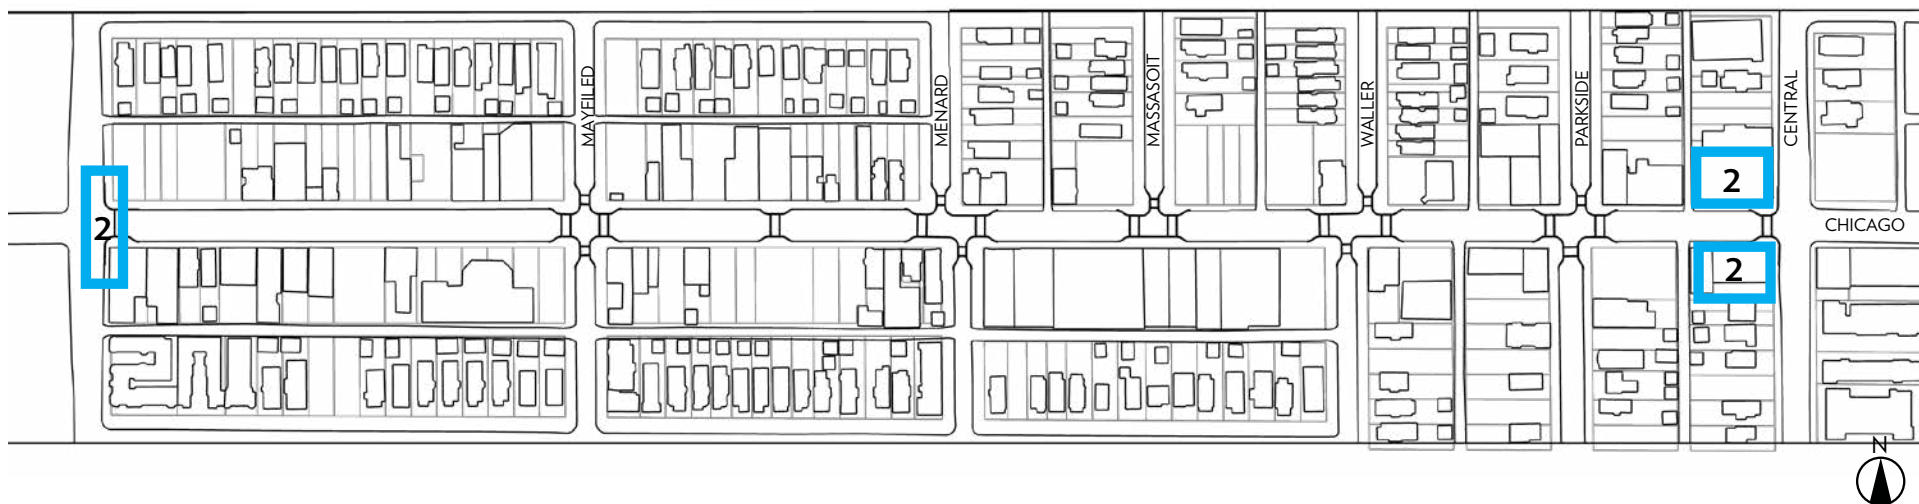 MAYFILED
MENARD
MASSASOIT
WALLER
PARKSIDE
CENTRAL
2
2
CHICAGO
2
N